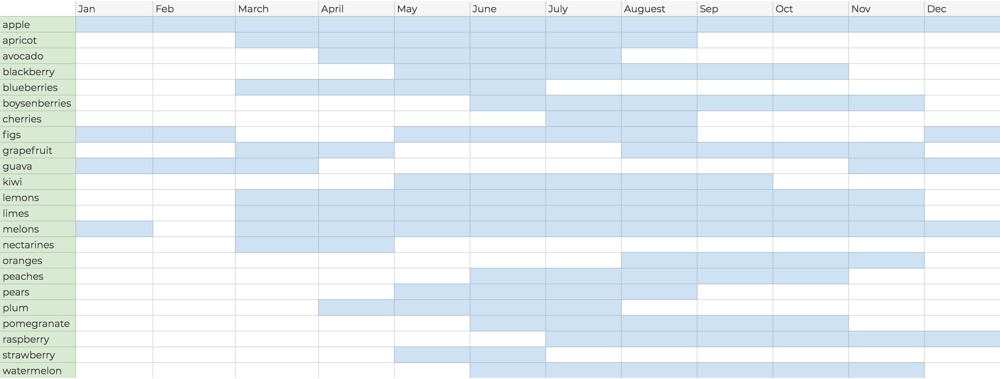 Jan Feb March April May June July Auguest Sep Oct Nov Dec
apple
apricot
avocado
blackberry
blueberries
boysenberries
cherries
figs
grapefruit
guava
kiwi
lemons
limes
melons
nectarines
oranges
peaches
pears
plum
pomegranate
raspberry
strawberry
watermelon